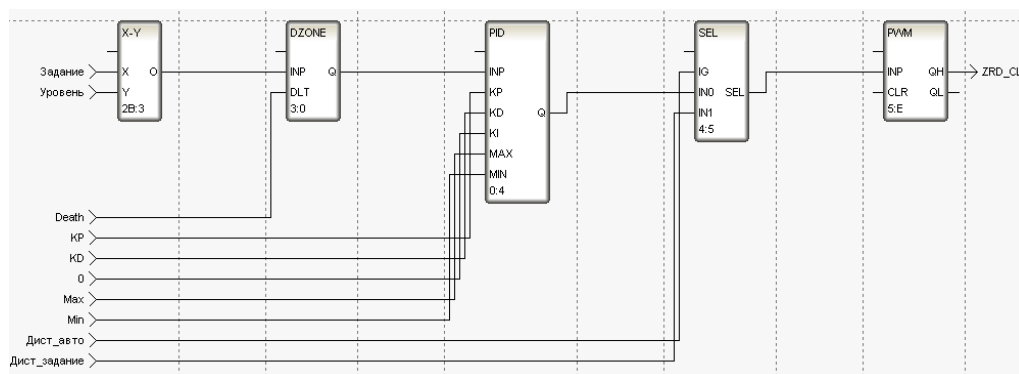 X-Y
DZONE
PID
SEL
PWM
Задание
X O
INP Q
INP
IG
INP QH
ZRD_CL
Уровень
Y
DLT
KP
IN0 SEL
CLR QL
2B:3
3:0
KD Q
IN1
5:E
KI
4:5
MAX
MIN
0:4
Death
KP
KD
0
Max
Min
Дист_авто
Дист_задание